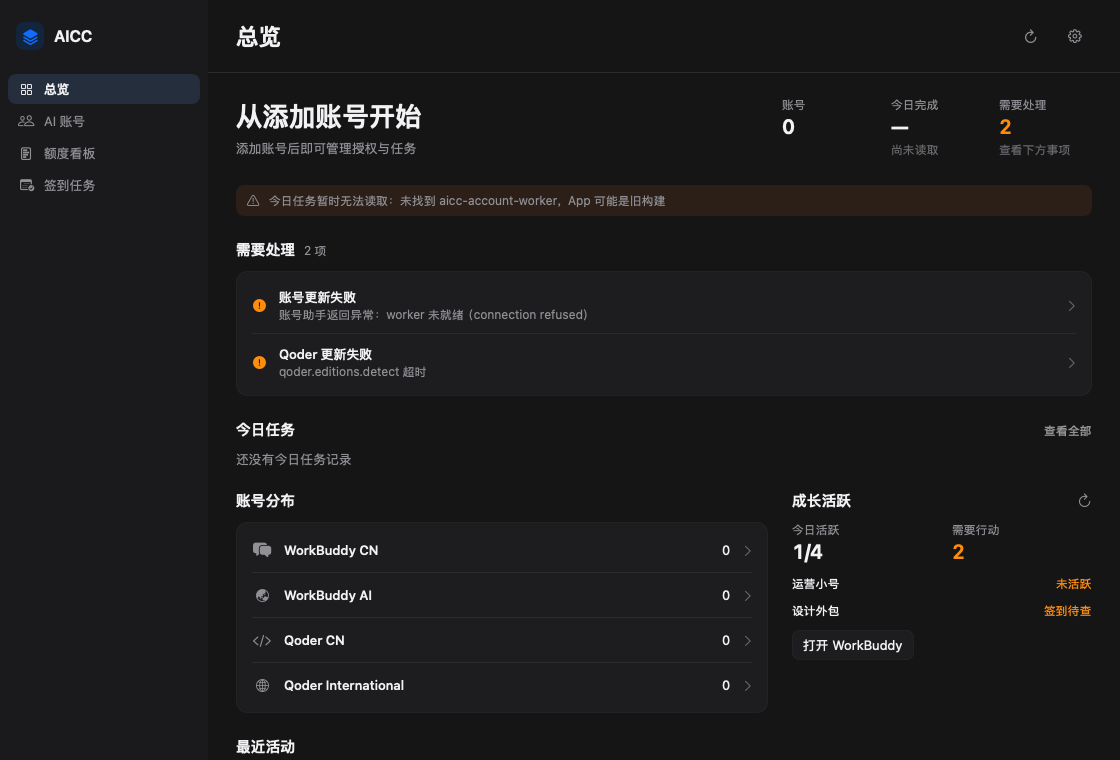 AICC
总览
AI 账号
额度看板
签到任务
总览
从添加账号开始
添加账号后即可管理授权与任务
账号
0
今日完成
—
尚未读取
需要处理
2
查看下方事项
今日任务暂时无法读取：未找到 aicc-account-worker，App 可能是旧构建
需要处理 2 项
账号更新失败
账号助手返回异常：worker 未就绪（connection refused）
Qoder 更新失败
qoder.editions.detect 超时
今日任务 查看全部
还没有今日任务记录
账号分布
WorkBuddy CN 0
WorkBuddy AI 0
Qoder CN 0
Qoder International 0
成长活跃
今日活跃
1/4
需要行动
2
运营小号 未活跃
设计外包 签到待查
打开 WorkBuddy
最近活动